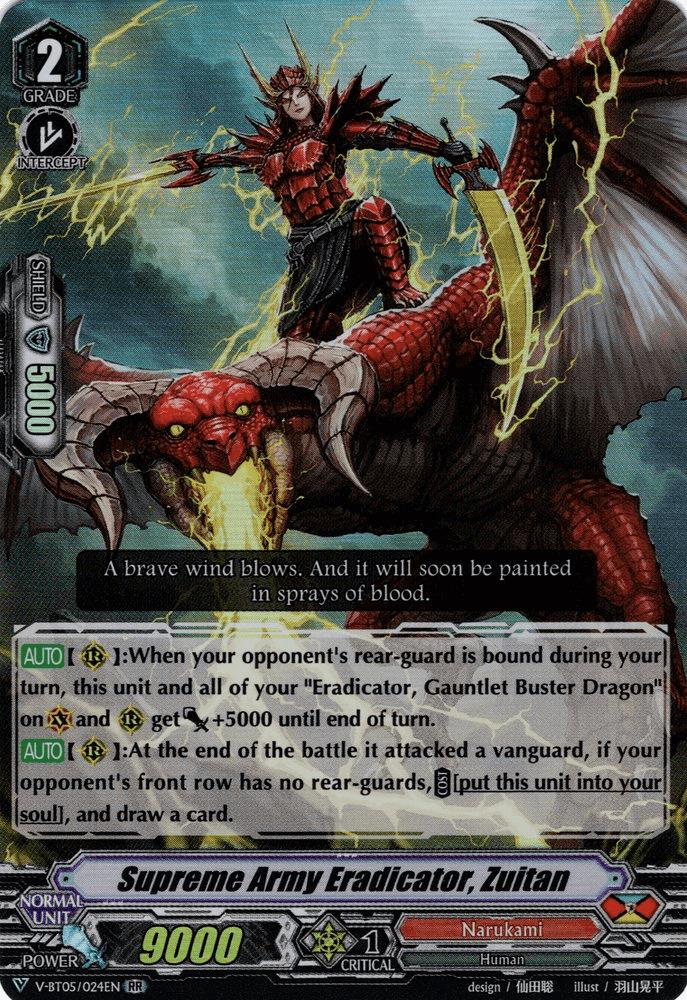 2
GRADE
INTERCEPT
SHIELD
5000
A brave wind blows. And it will soon be painted
in sprays of blood.
AUTO [ R ]:When your opponent's rear-guard is bound during your
turn, this unit and all of your "Eradicator, Gauntlet Buster Dragon"
on V and R get +5000 until end of turn.
AUTO [ R ]:At the end of the battle it attacked a vanguard, if your
opponent's front row has no rear-guards, COST [put this unit into your
soul], and draw a card.
Supreme Army Eradicator, Zuitan
NORMAL
UNIT
POWER 9000
1
CRITICAL
Narukami
Human
V-BT05/024EN RR
design / 仙田聡 illust / 羽山晃平